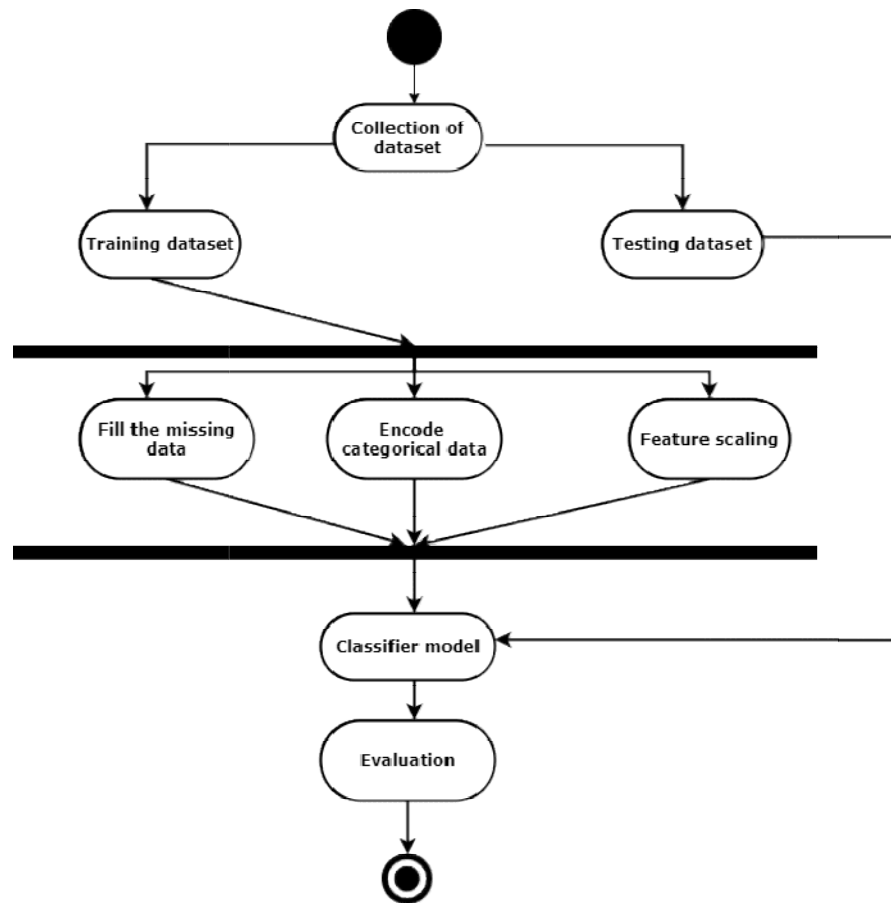 Collection of
dataset
Training dataset
Testing dataset
Fill the missing
data
Encode
categorical data
Feature scaling
Classifier model
Evaluation